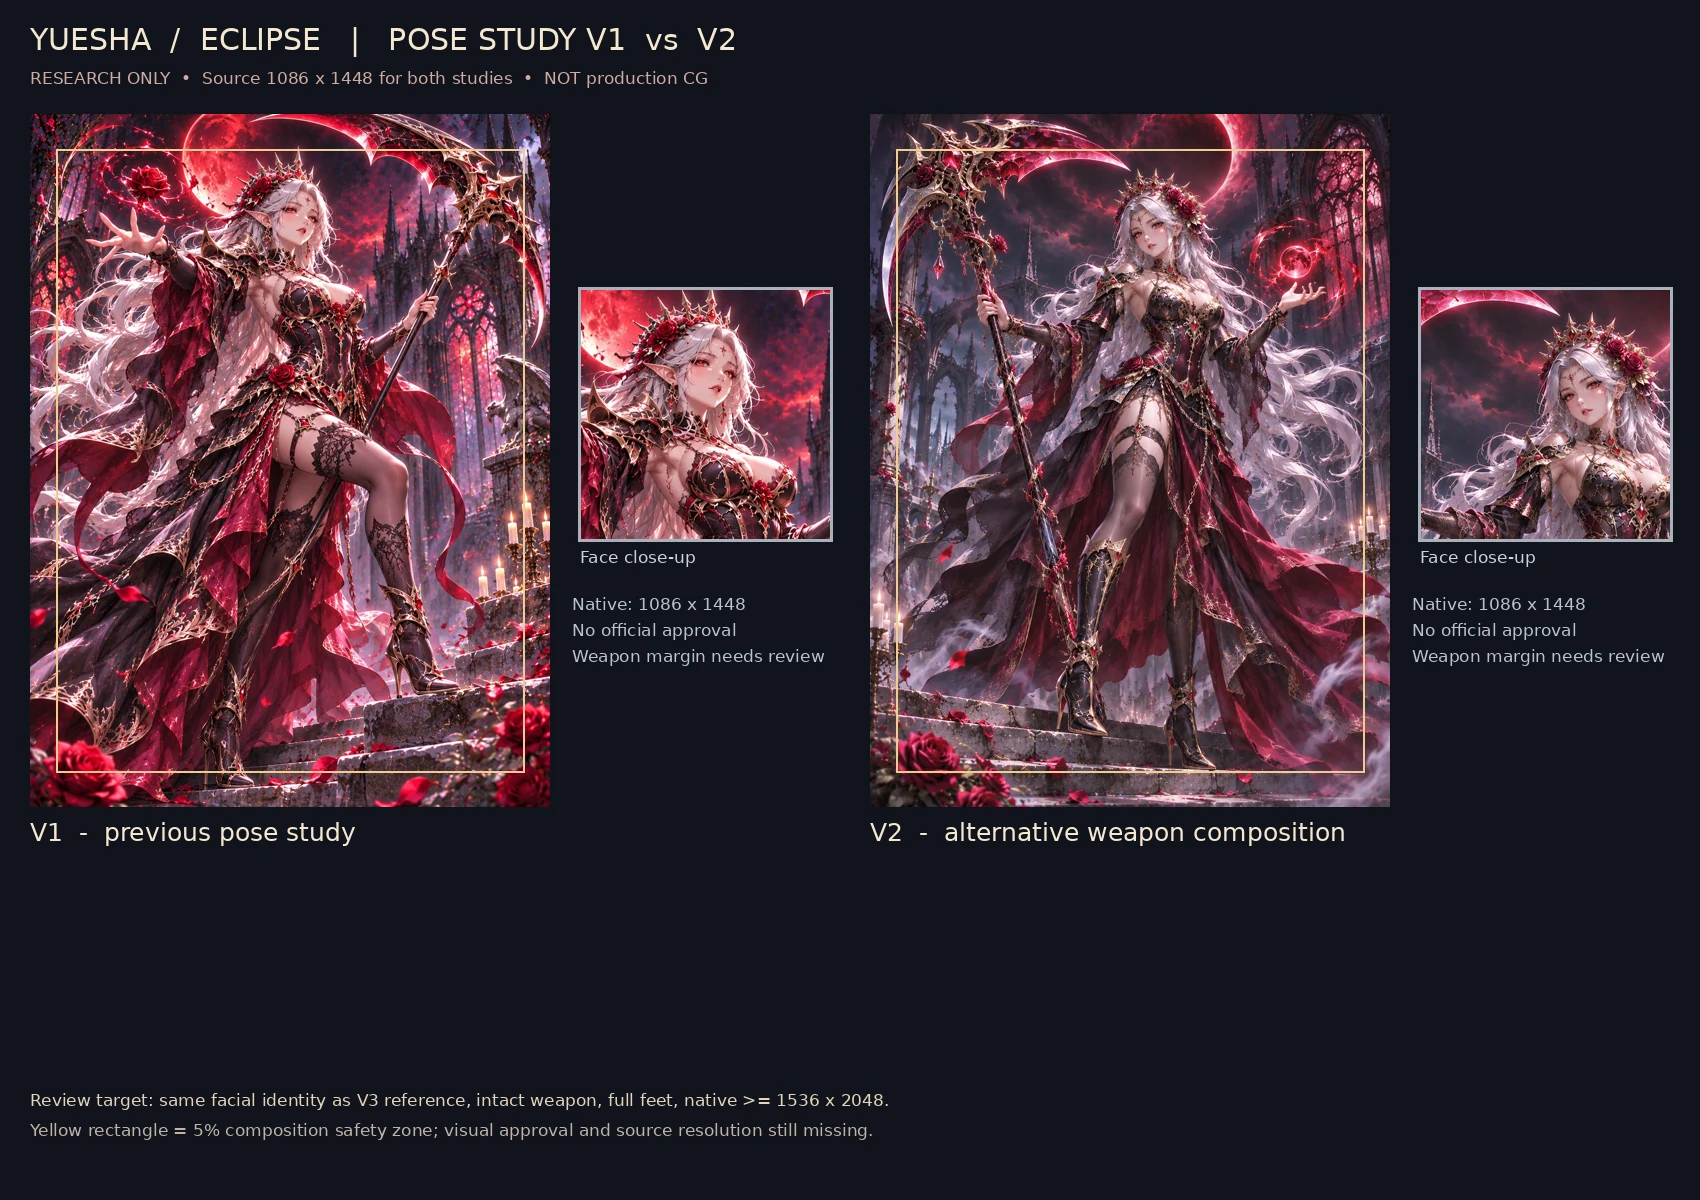 YUESHA / ECLIPSE | POSE STUDY V1 vs V2
RESEARCH ONLY • Source 1086 x 1448 for both studies • NOT production CG
Face close-up
Native: 1086 x 1448
No official approval
Weapon margin needs review
V1 - previous pose study
Face close-up
Native: 1086 x 1448
No official approval
Weapon margin needs review
V2 - alternative weapon composition
Review target: same facial identity as V3 reference, intact weapon, full feet, native >= 1536 x 2048.
Yellow rectangle = 5% composition safety zone; visual approval and source resolution still missing.